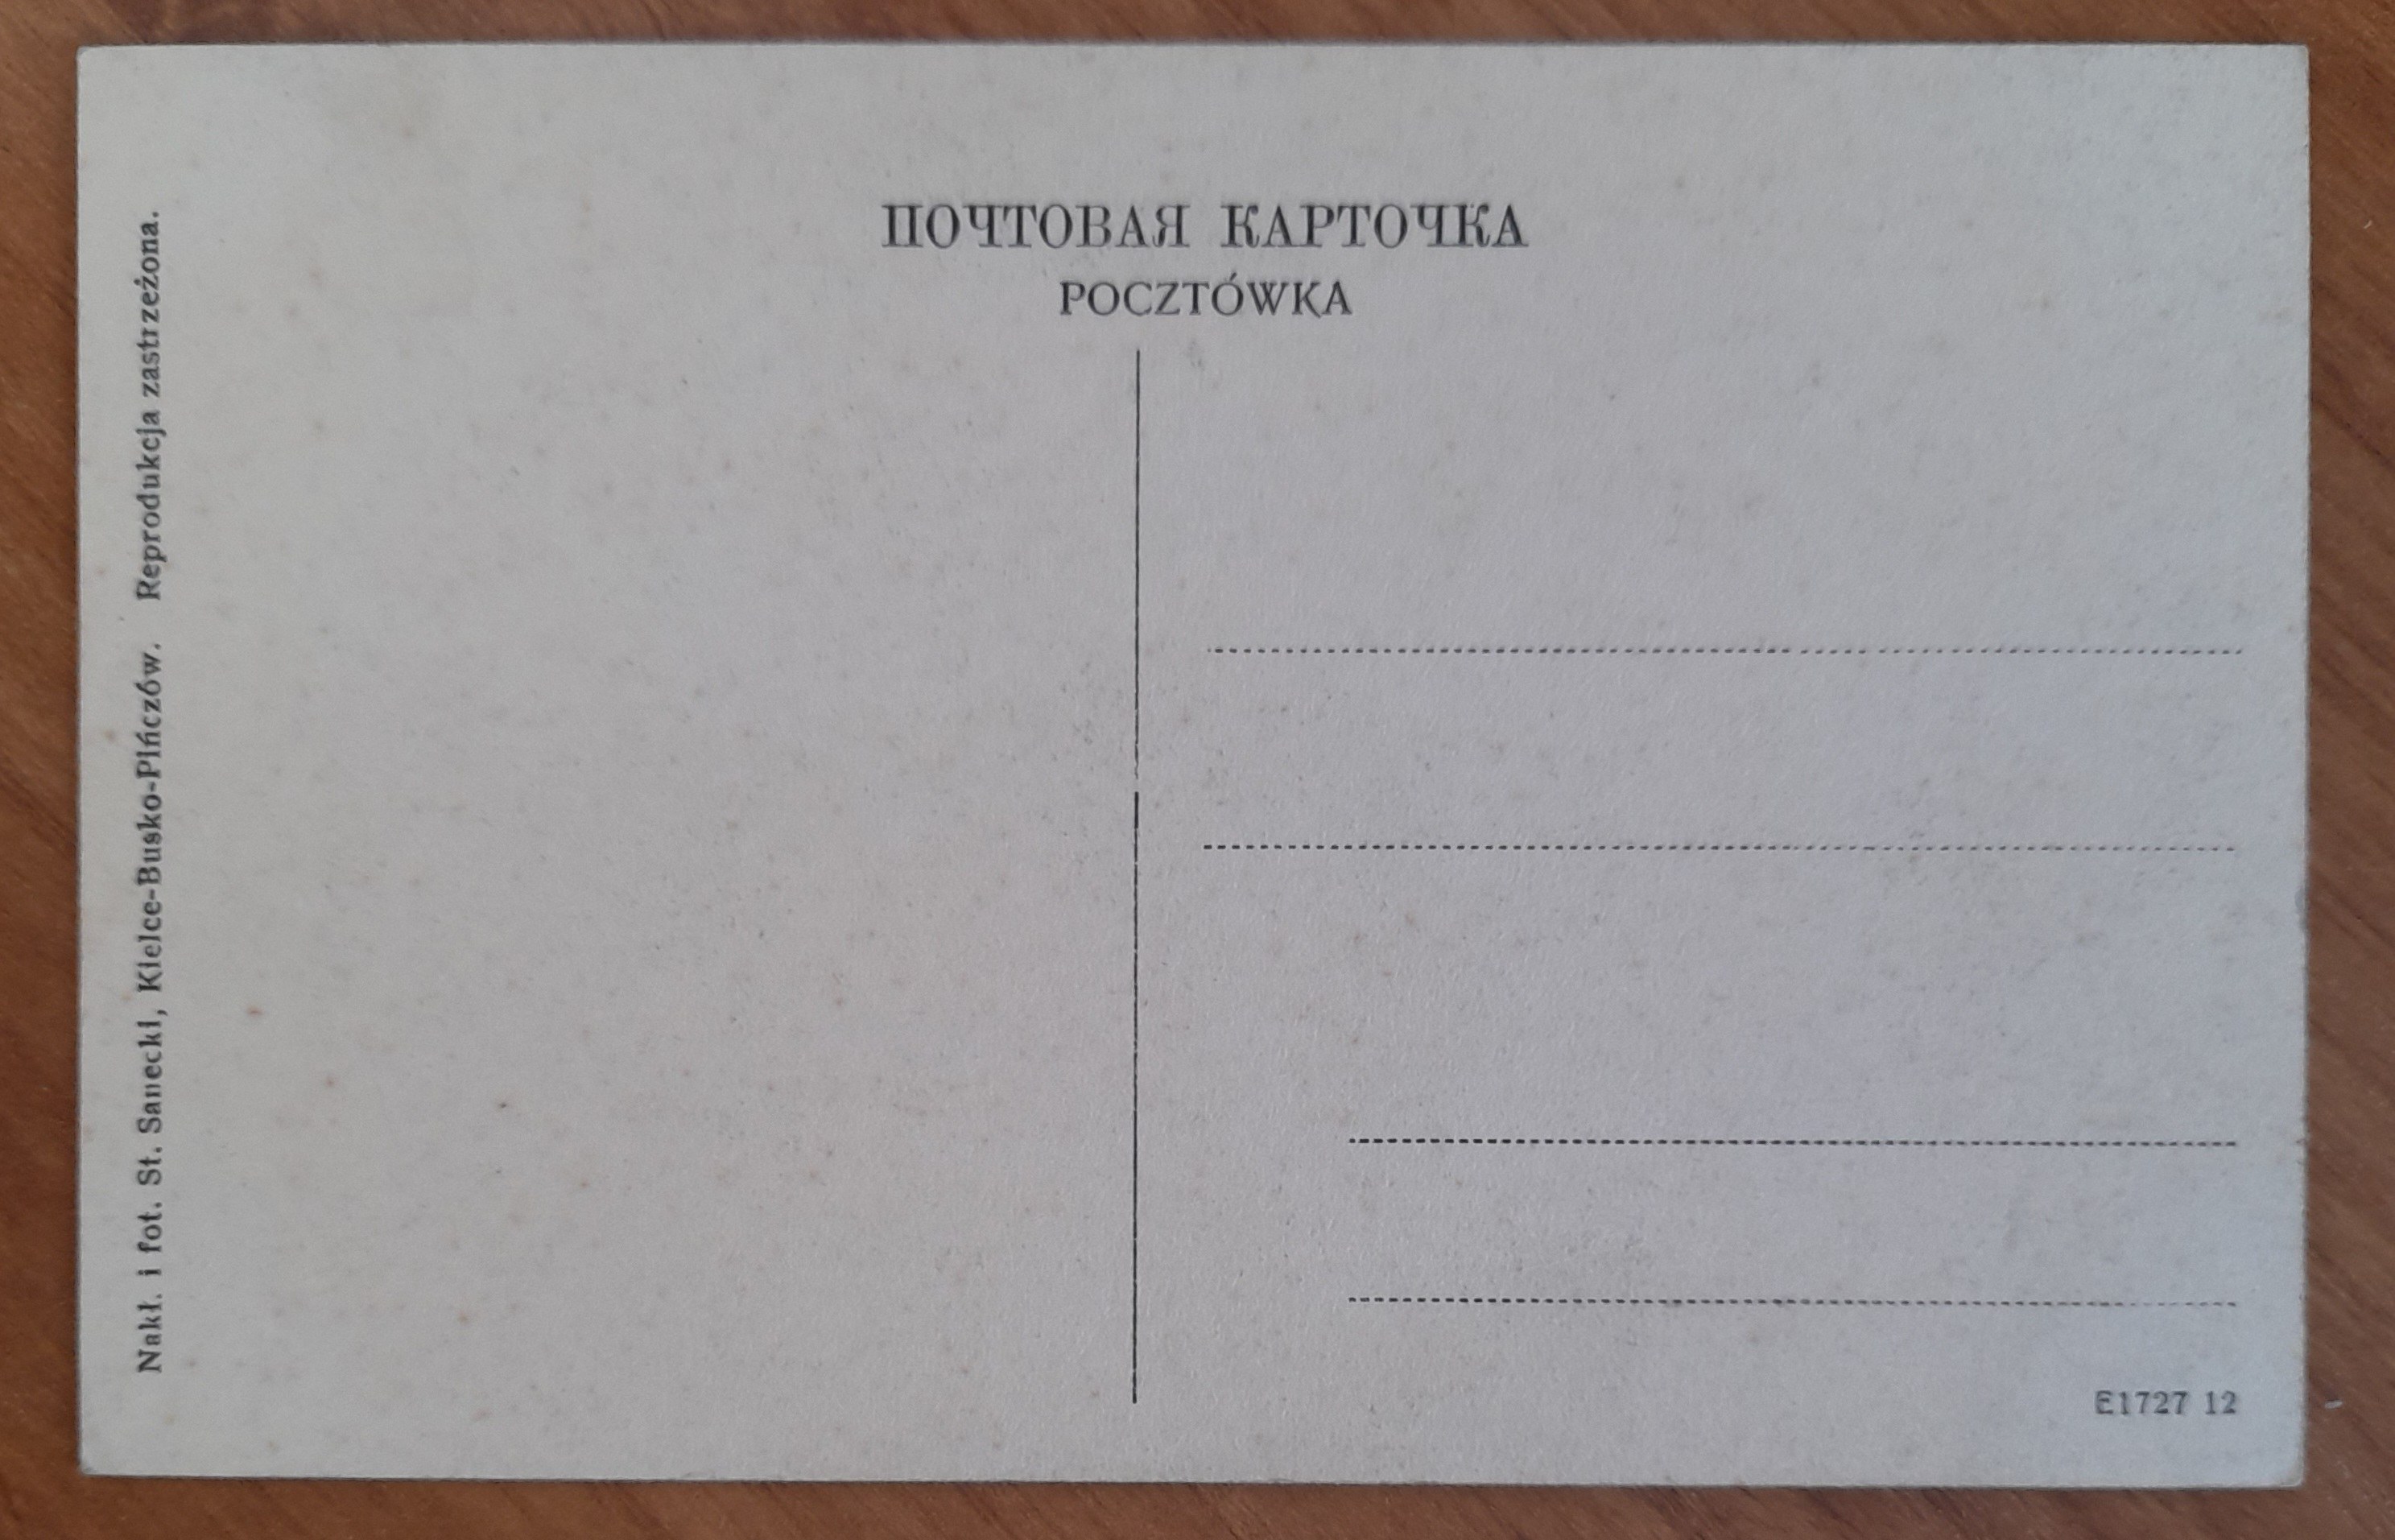 ПОЧТОВАЯ КАРТОЧКА
POCZTÓWKA
Nakł. i fot. St. Sanecki, Kielce-Busko-Pińczów. Reprodukcja zastrzeżona.
E1727 12